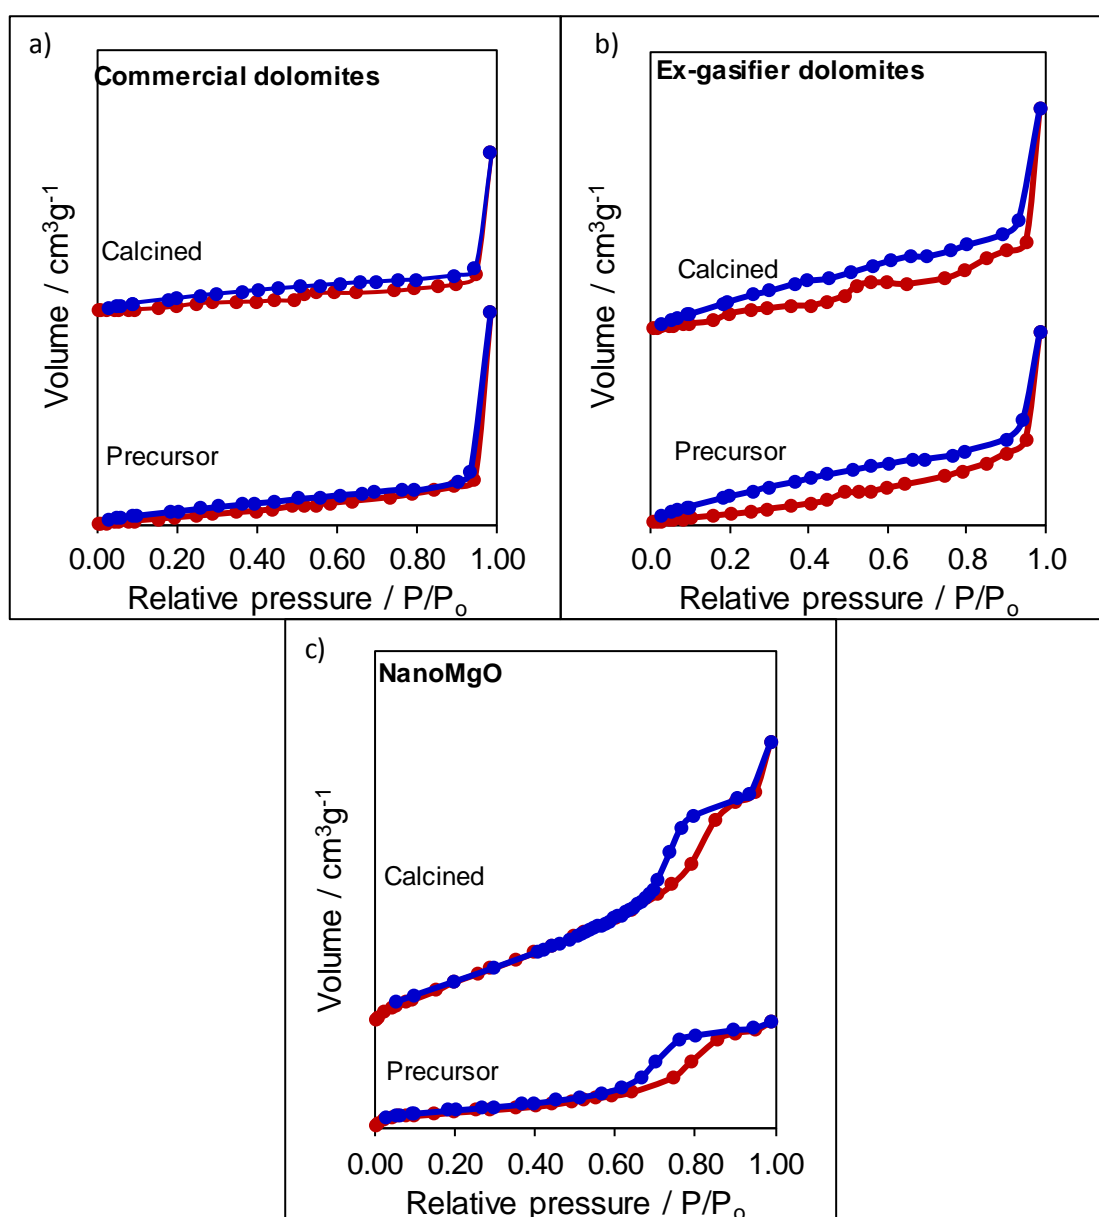 a)
Commercial dolomites
Volume / cm³g⁻¹
Calcined
Precursor
0.00 0.20 0.40 0.60 0.80 1.00
Relative pressure / P/Pₒ
b)
Ex-gasifier dolomites
Volume / cm³g⁻¹
Calcined
Precursor
0.0 0.2 0.4 0.6 0.8 1.0
Relative pressure / P/Pₒ
c)
NanoMgO
Volume / cm³g⁻¹
Calcined
Precursor
0.00 0.20 0.40 0.60 0.80 1.00
Relative pressure / P/Pₒ